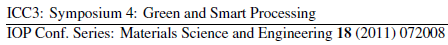 ICC3: Symposium 4: Green and Smart Processing
IOP Conf. Series: Materials Science and Engineering 18 (2011) 072008